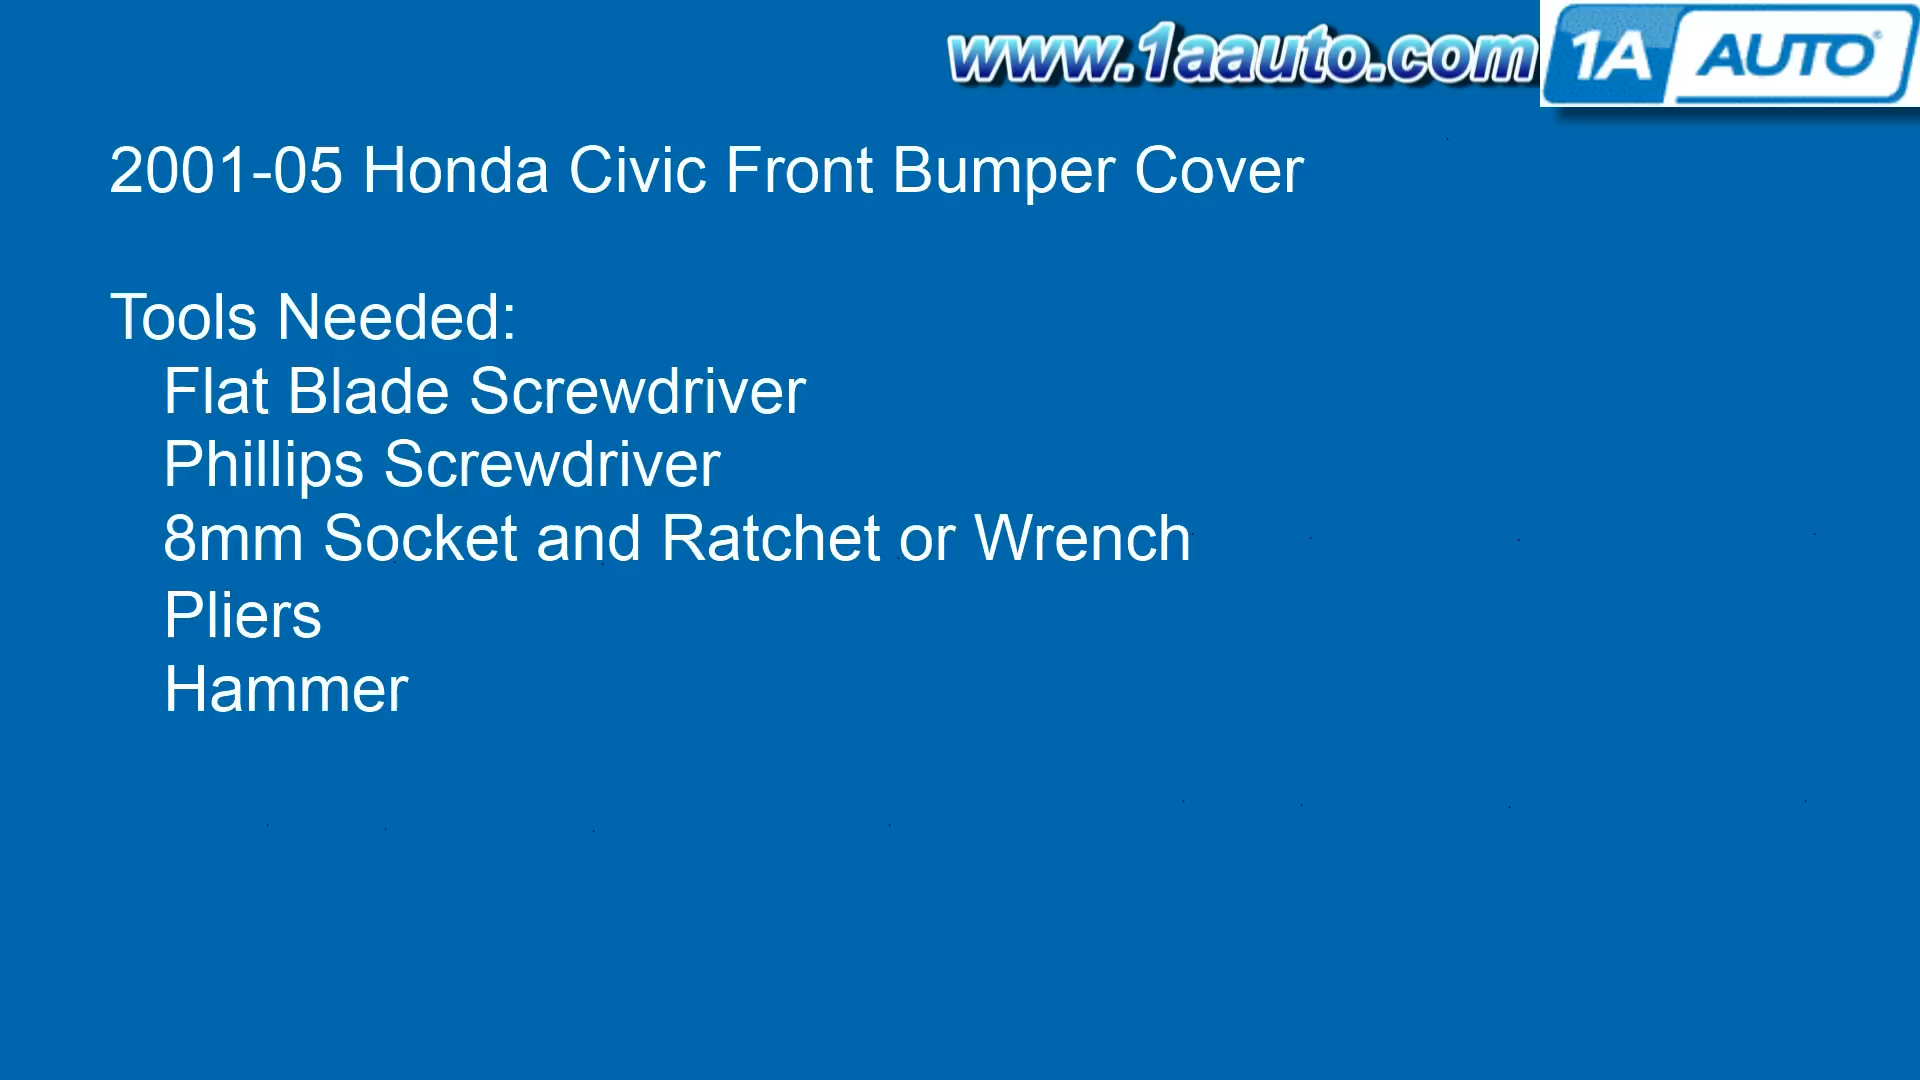 www.1aauto.com 1A AUTO®
2001-05 Honda Civic Front Bumper Cover
Tools Needed:
Flat Blade Screwdriver
Phillips Screwdriver
8mm Socket and Ratchet or Wrench
Pliers
Hammer